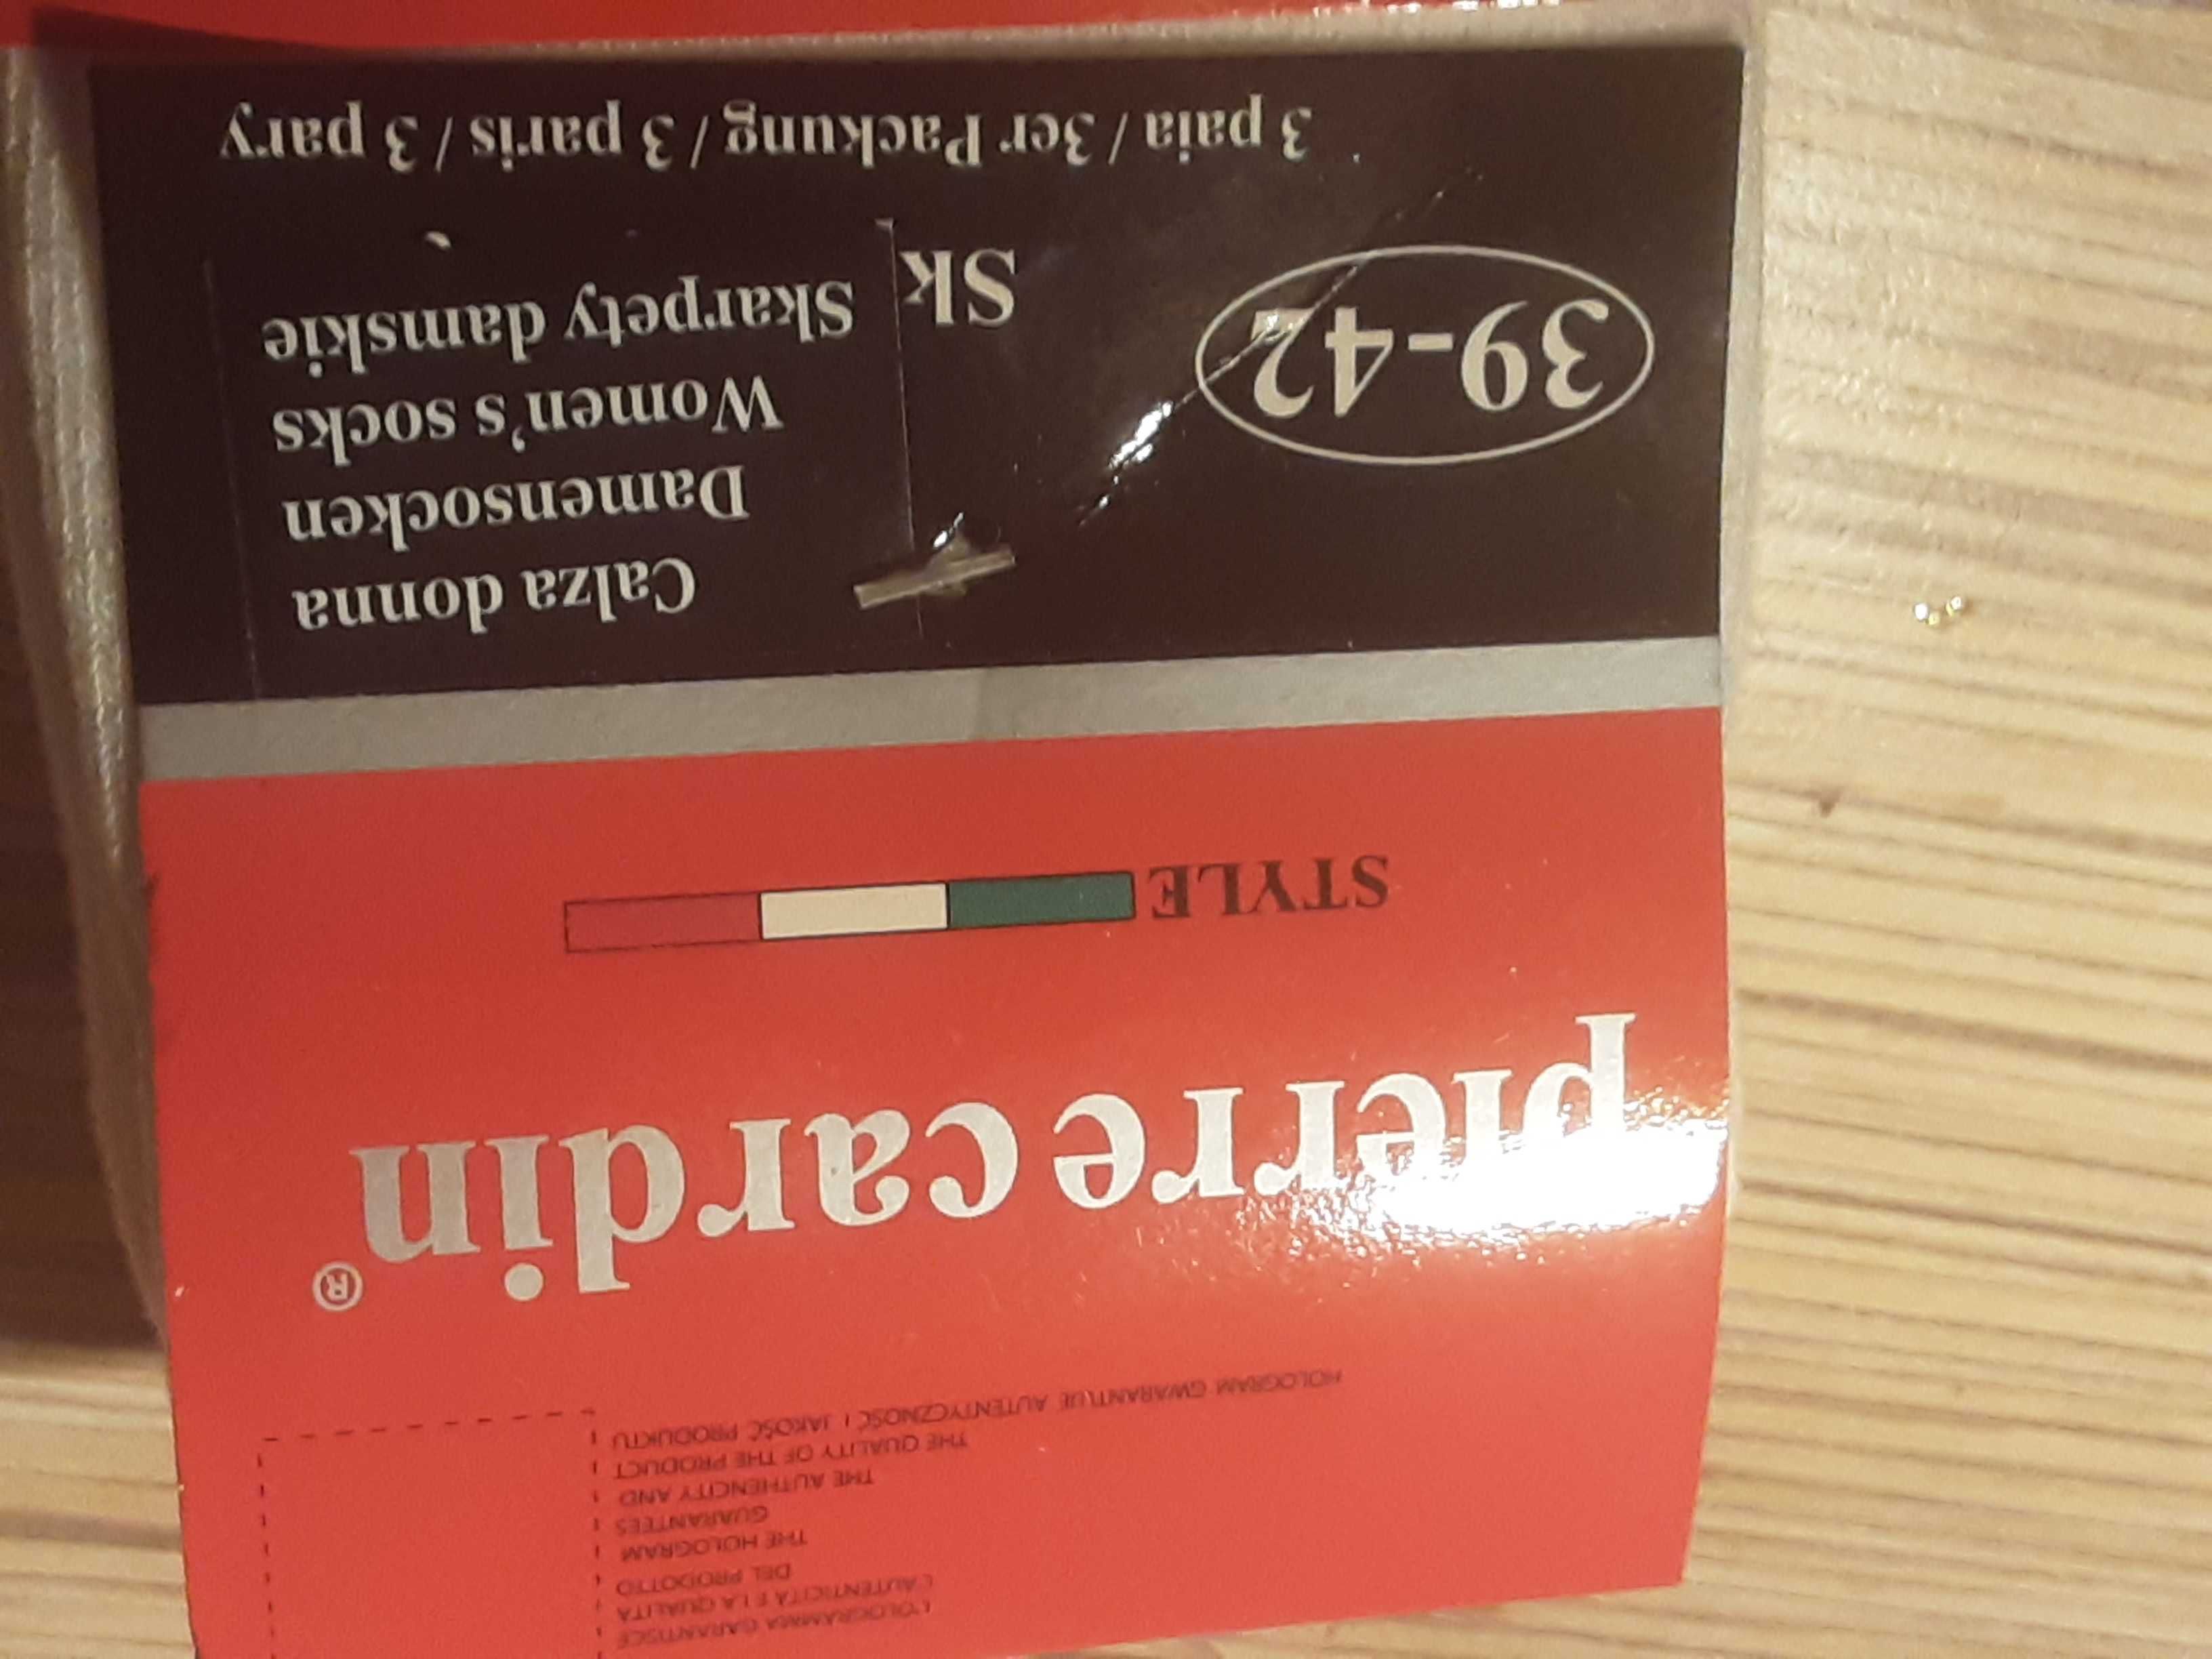 L'OLOGRAMMA GARANTISCE
L'AUTENTICITÀ E LA QUALITÀ
DEL PRODOTTO
THE HOLOGRAM
GUARANTEES
THE AUTHENCITY AND
THE QUALITY OF THE PRODUCT
HOLOGRAM GWARANTUJE AUTENTYCZNOŚĆ I JAKOŚĆ PRODUKTU
pierre cardin®
STYLE
Calza donna
Damensocken
Women's socks
Skarpety damskie
39-42
Sk
3 paia / 3er Packung / 3 paris / 3 pary